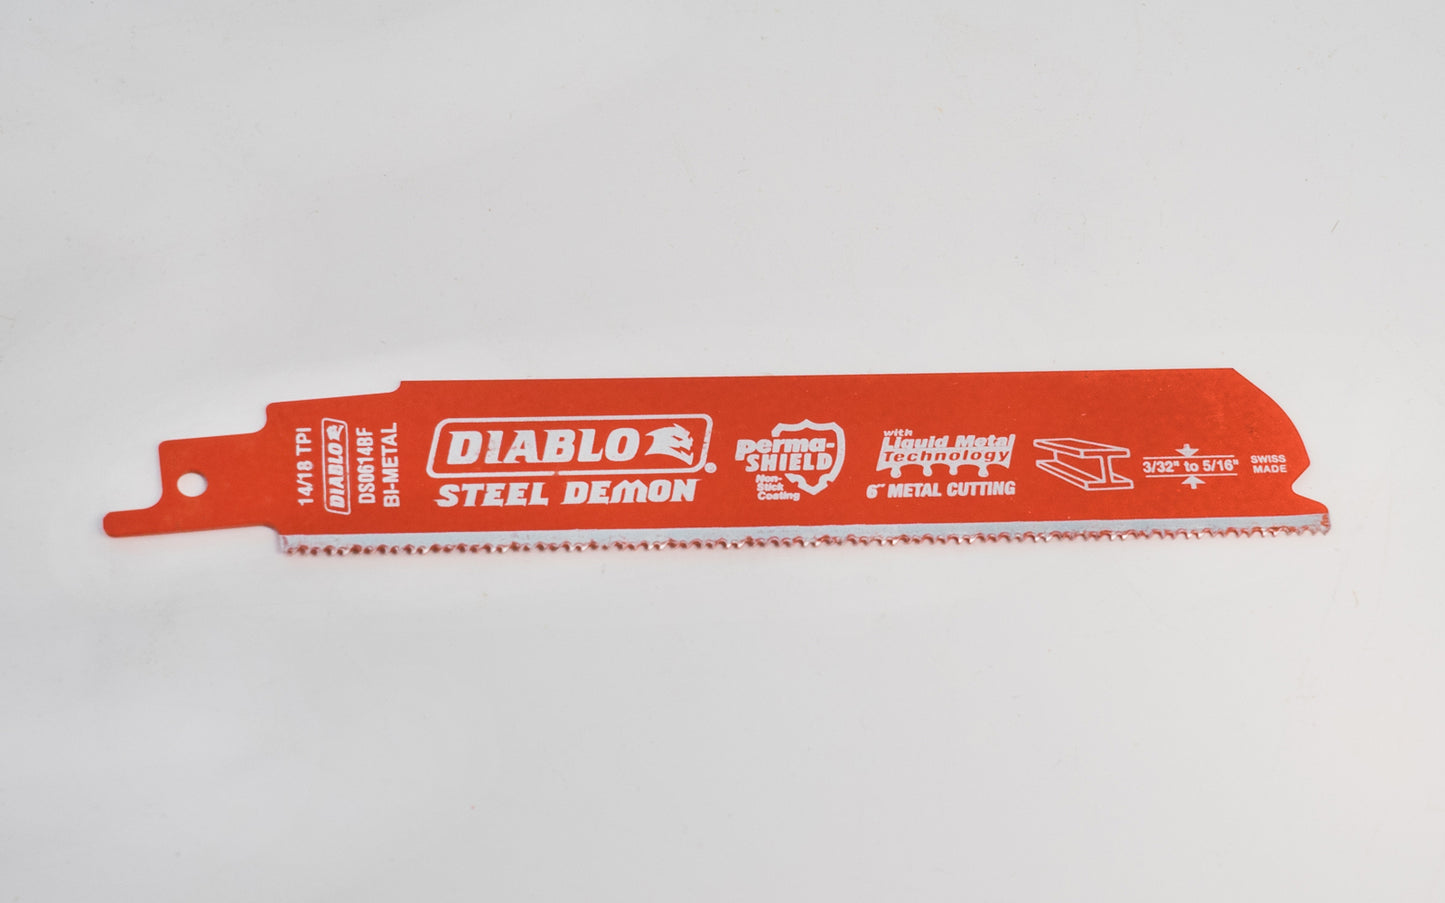 14/18 TPI
DIABLO
DS0614BF
BI-METAL
DIABLO®
STEEL DEMON
perma-
SHIELD
Non-
Stick
Coating
with
Liquid Metal
Technology
6" METAL CUTTING
3/32" to 5/16"
SWISS
MADE